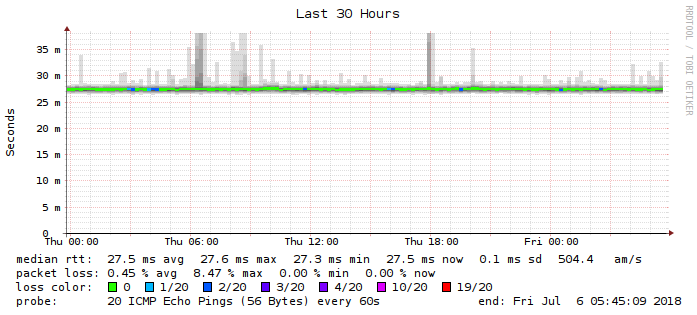 Last 30 Hours
RRDTOOL / TOBI OETIKER
Seconds
35 m
30 m
25 m
20 m
15 m
10 m
5 m
0
Thu 00:00 Thu 06:00 Thu 12:00 Thu 18:00 Fri 00:00
median rtt: 27.5 ms avg 27.6 ms max 27.3 ms min 27.5 ms now 0.1 ms sd 504.4 am/s
packet loss: 0.45 % avg 8.47 % max 0.00 % min 0.00 % now
loss color: 0 1/20 2/20 3/20 4/20 10/20 19/20
probe: 20 ICMP Echo Pings (56 Bytes) every 60s end: Fri Jul 6 05:45:09 2018